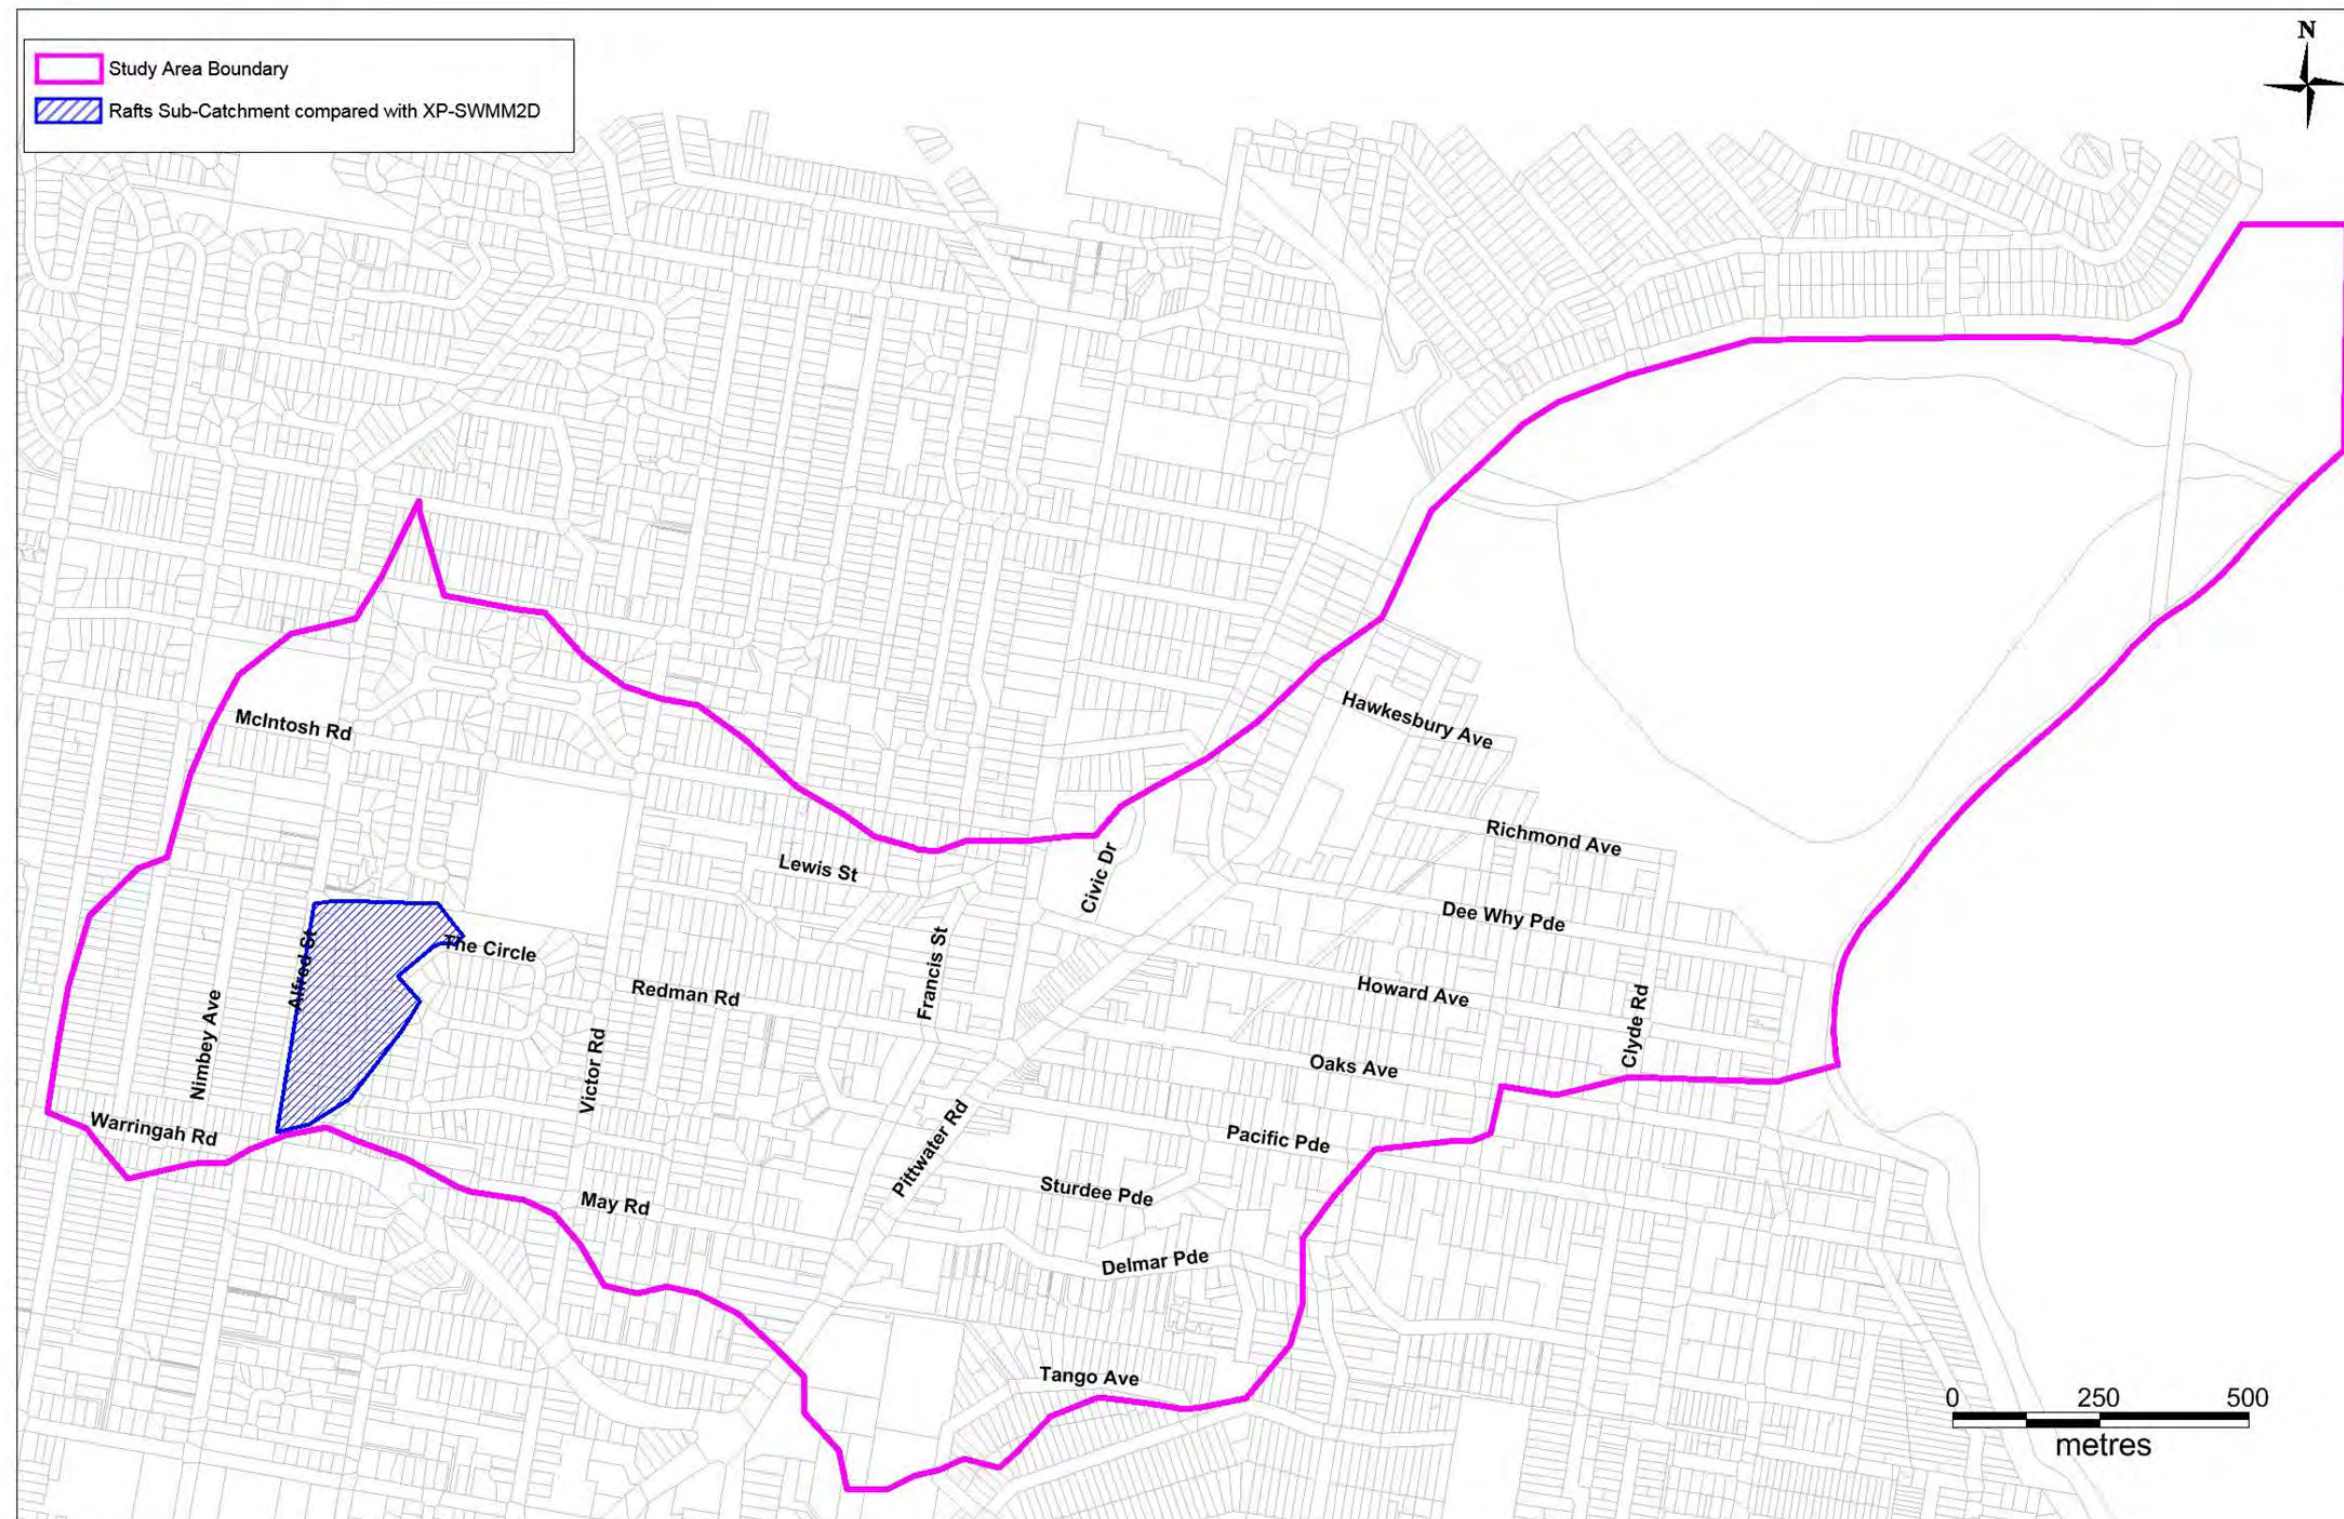 N
Study Area Boundary
Rafts Sub-Catchment compared with XP-SWMM2D
McIntosh Rd
Hawkesbury Ave
Richmond Ave
Lewis St
Civic Dr
Dee Why Pde
Alfred St
The Circle
Francis St
Redman Rd
Howard Ave
Clyde Rd
Nimbey Ave
Victor Rd
Oaks Ave
Warringah Rd
Pittwater Rd
Pacific Pde
May Rd
Sturdee Pde
Delmar Pde
Tango Ave
0 250 500
metres